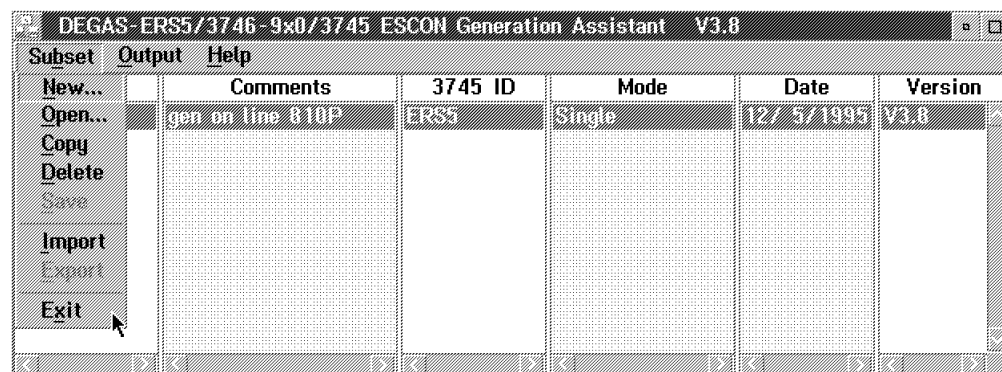 DEGAS-ERS5/3746-9x0/3745 ESCON Generation Assistant V3.8
Subset Output Help
New... Comments 3745 ID Mode Date Version
Open... gen on line 810P ERS5 Single 12/ 5/1995 V3.8
Copy
Delete
Save
Import
Export
Exit